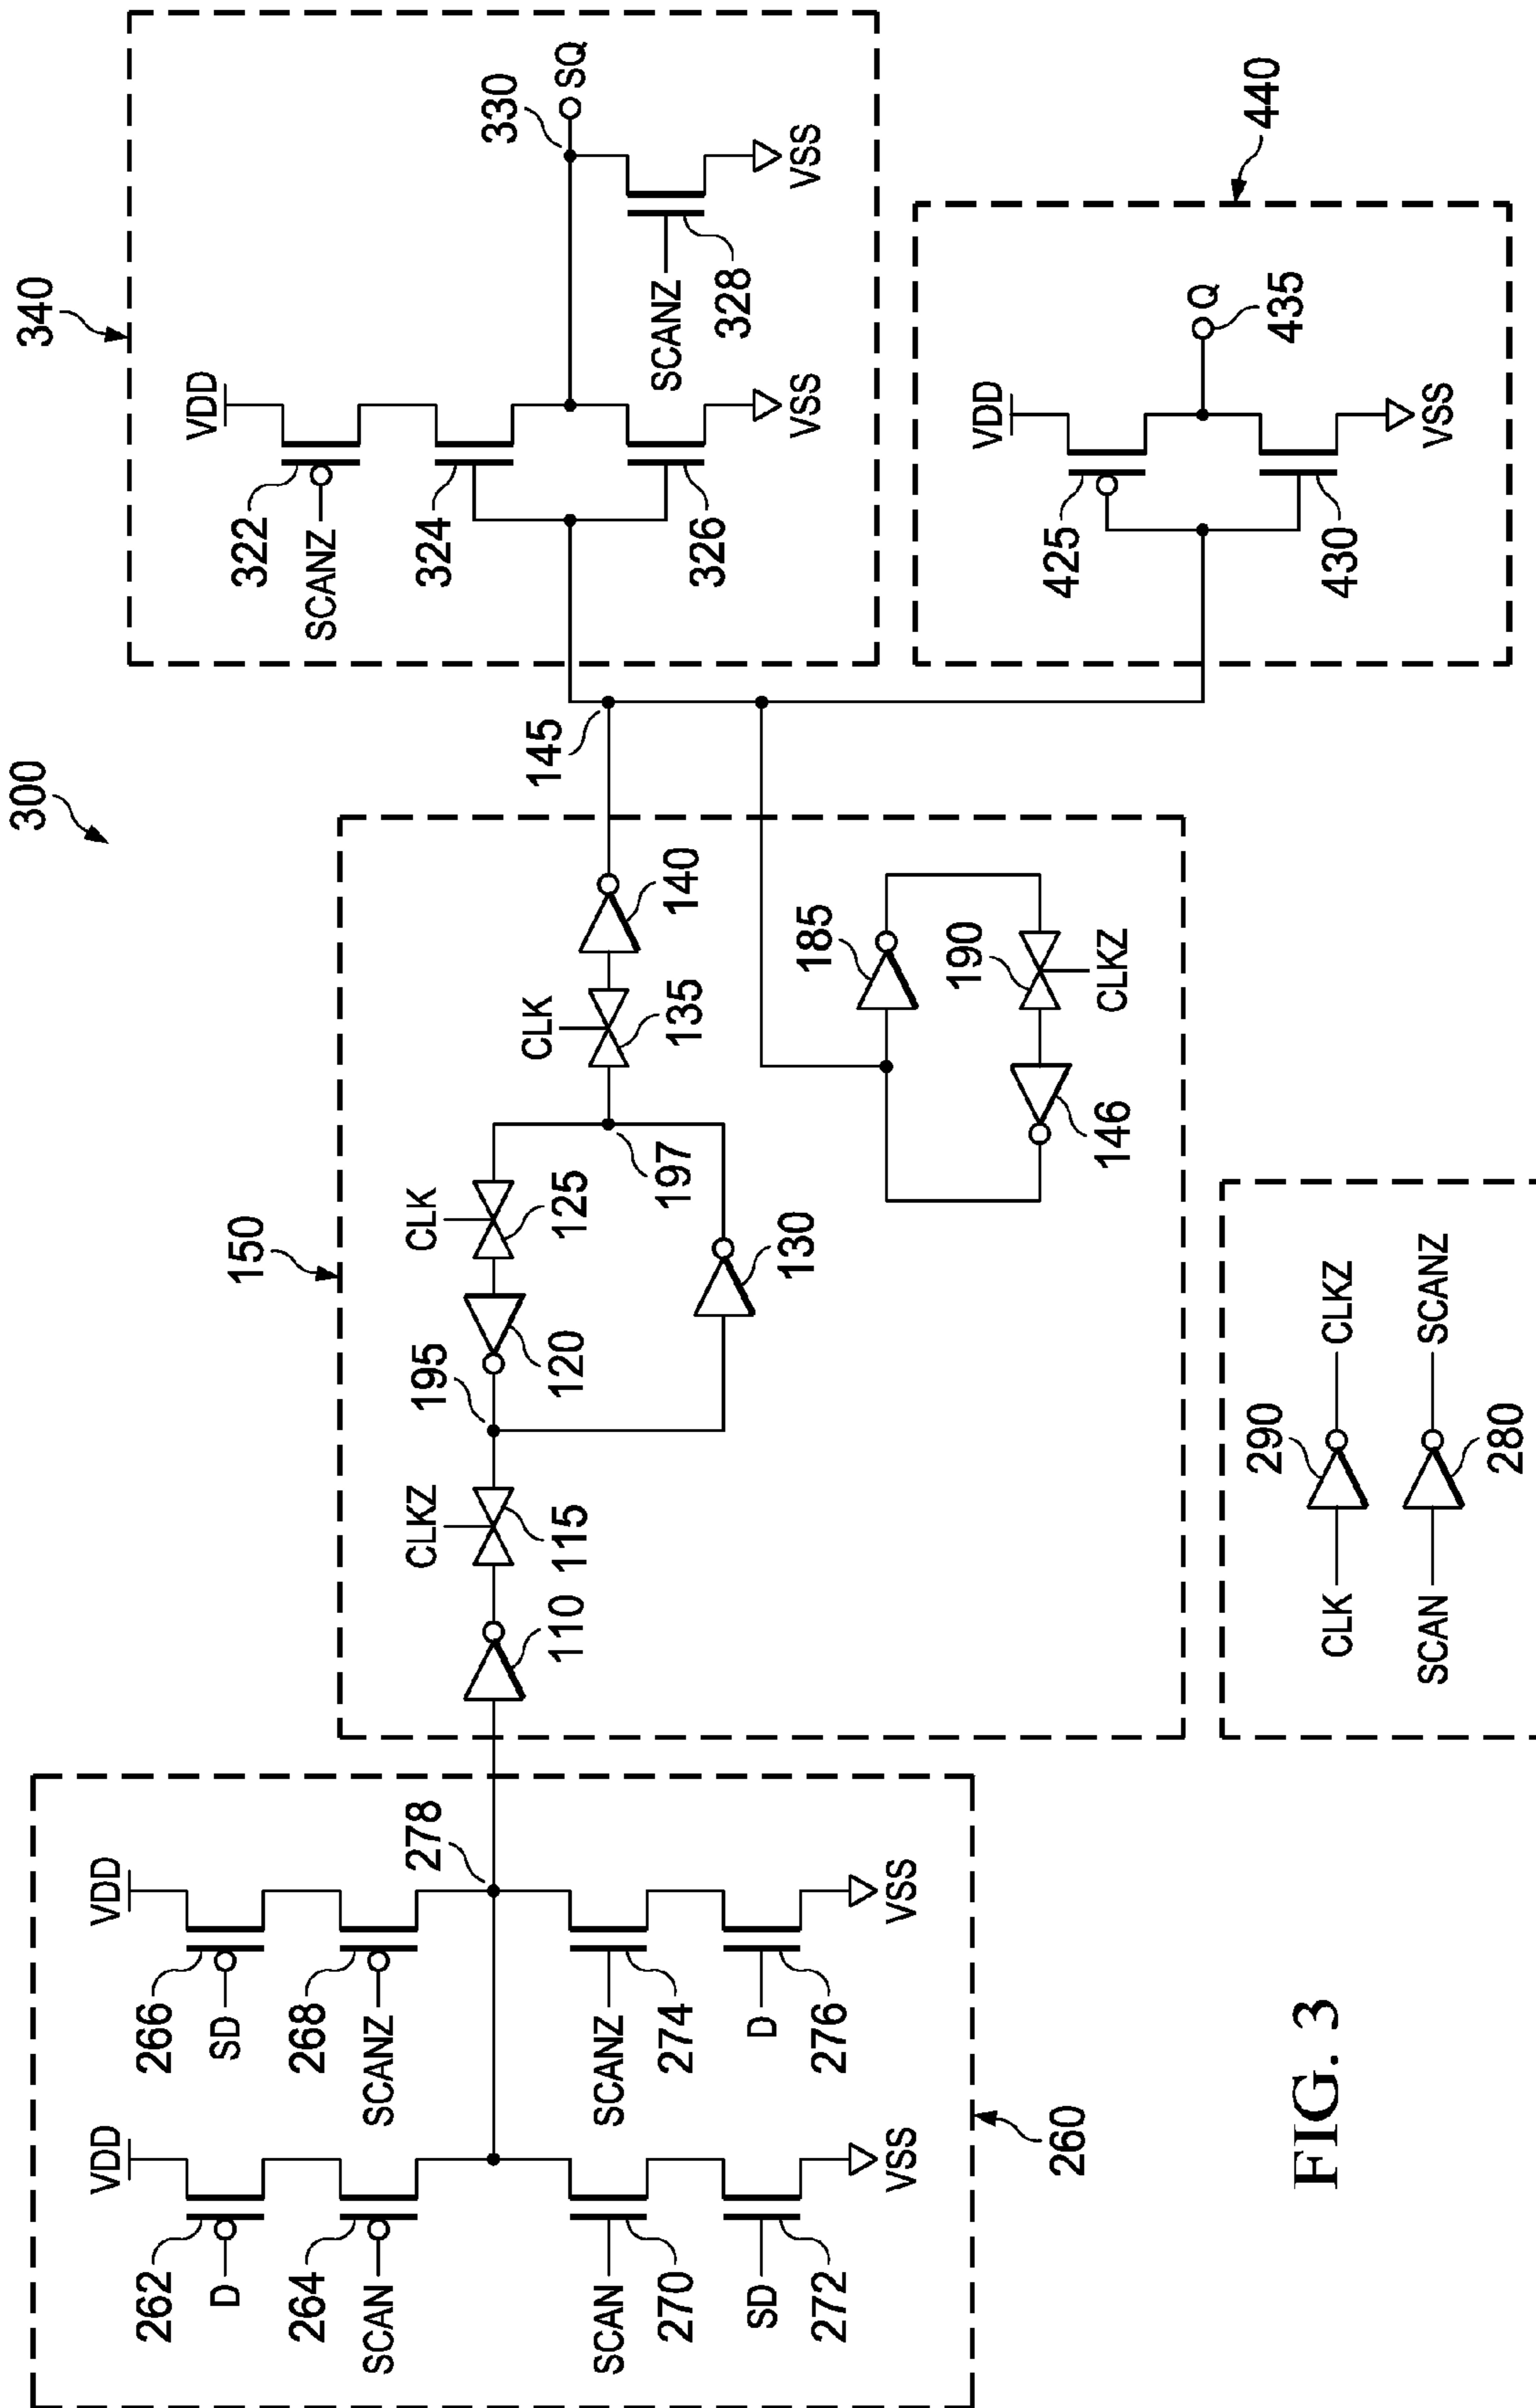 300
260
VDD
VDD
262
D
266
SD
264
SCAN
268
SCANZ
278
270
SCAN
274
SCANZ
272
SD
276
D
VSS
VSS
150
110
CLKZ
115
195
120
CLK
125
130
197
CLK
135
140
145
185
190
CLKZ
146
340
VDD
322
SCANZ
324
326
VSS
SCANZ
328
VSS
330
SQ
440
VDD
425
430
VSS
Q
435
CLK
290
CLKZ
SCAN
280
SCANZ
FIG. 3